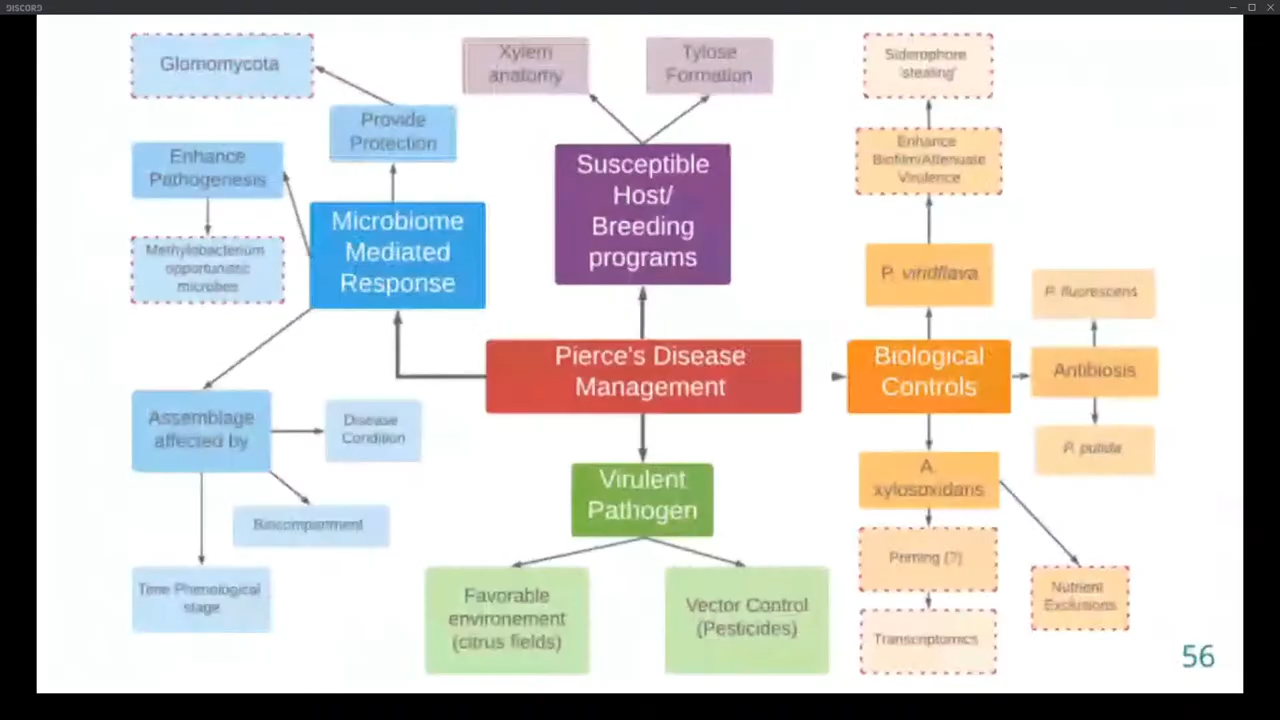 DISCORD
Glomomycota
Xylem
anatomy
Tylose
Formation
Siderophore
'stealing'
Provide
Protection
Enhance
Pathogenesis
Enhance
Biofilm/Attenuate
Virulence
Susceptible
Host/
Breeding
programs
Microbiome
Mediated
Response
Methylobacterium
opportunistic
microbes
P. viridflava
P. fluorescens
Pierce's Disease
Management
Biological
Controls
Antibiosis
Assemblage
affected by
Disease
Condition
P. putida
Virulent
Pathogen
A.
xylosoxidans
Biocompartment
Priming (?)
Time Phenological
stage
Favorable
environement
(citrus fields)
Vector Control
(Pesticides)
Nutrient
Exclusions
Transcriptomics
56